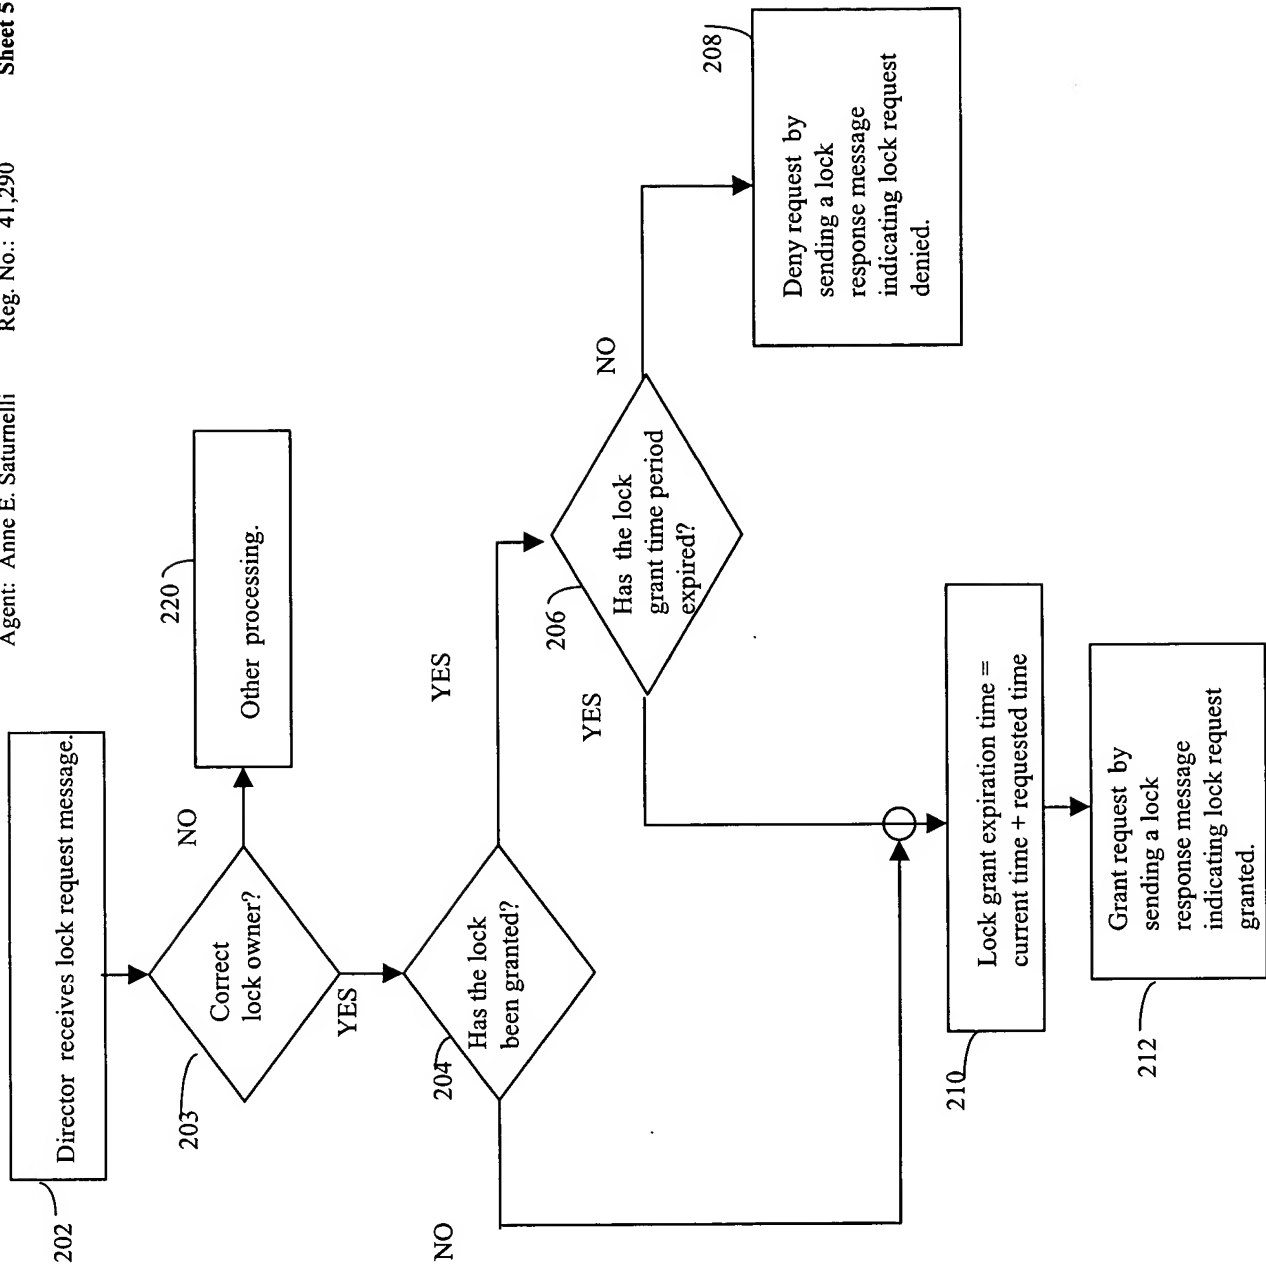 Agent: Anne E. Saturnelli Reg. No.: 41,290 Sheet 5
202
Director receives lock request message.
203
Correct
lock owner?
NO
220
Other processing.
YES
204
Has the lock
been granted?
YES
NO
206
Has the lock
grant time period
expired?
NO
YES
208
Deny request by
sending a lock
response message
indicating lock request
denied.
210
Lock grant expiration time =
current time + requested time
212
Grant request by
sending a lock
response message
indicating lock request
granted.